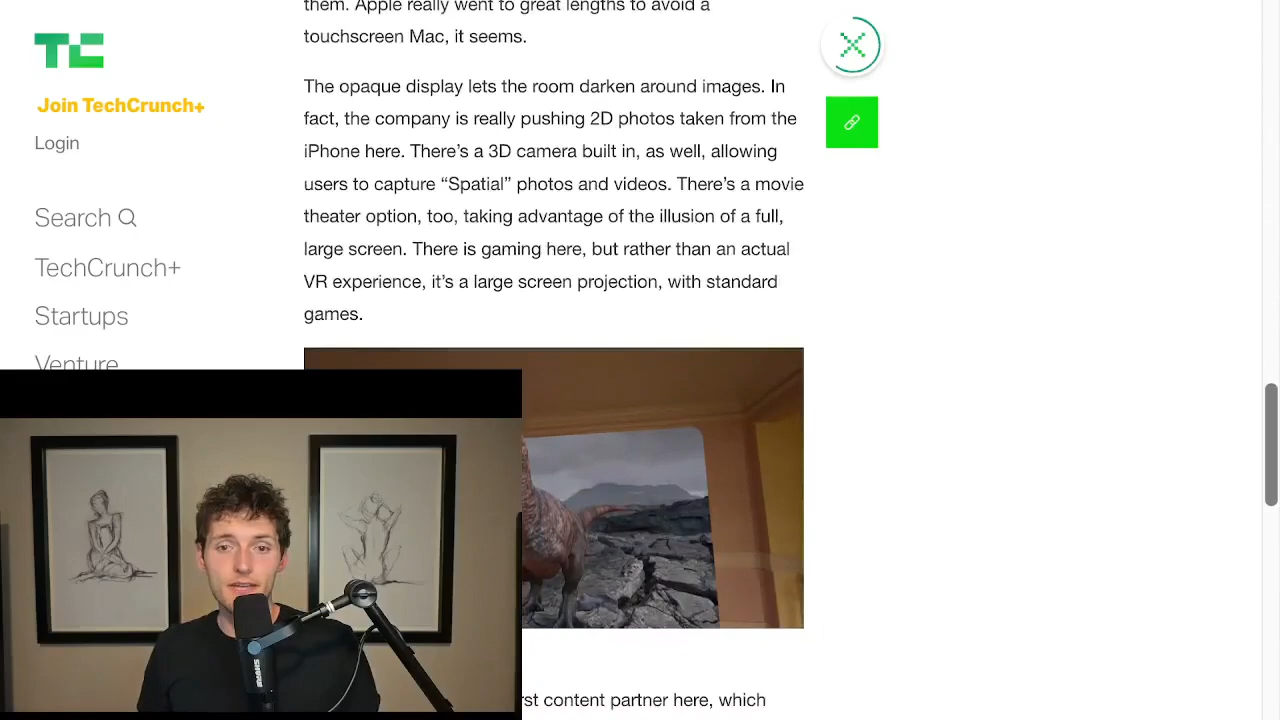 TC
Join TechCrunch+
Login
Search
TechCrunch+
Startups
Venture
them. Apple really went to great lengths to avoid a
touchscreen Mac, it seems.
The opaque display lets the room darken around images. In
fact, the company is really pushing 2D photos taken from the
iPhone here. There’s a 3D camera built in, as well, allowing
users to capture “Spatial” photos and videos. There’s a movie
theater option, too, taking advantage of the illusion of a full,
large screen. There is gaming here, but rather than an actual
VR experience, it’s a large screen projection, with standard
games.
content partner here, which
SHURE